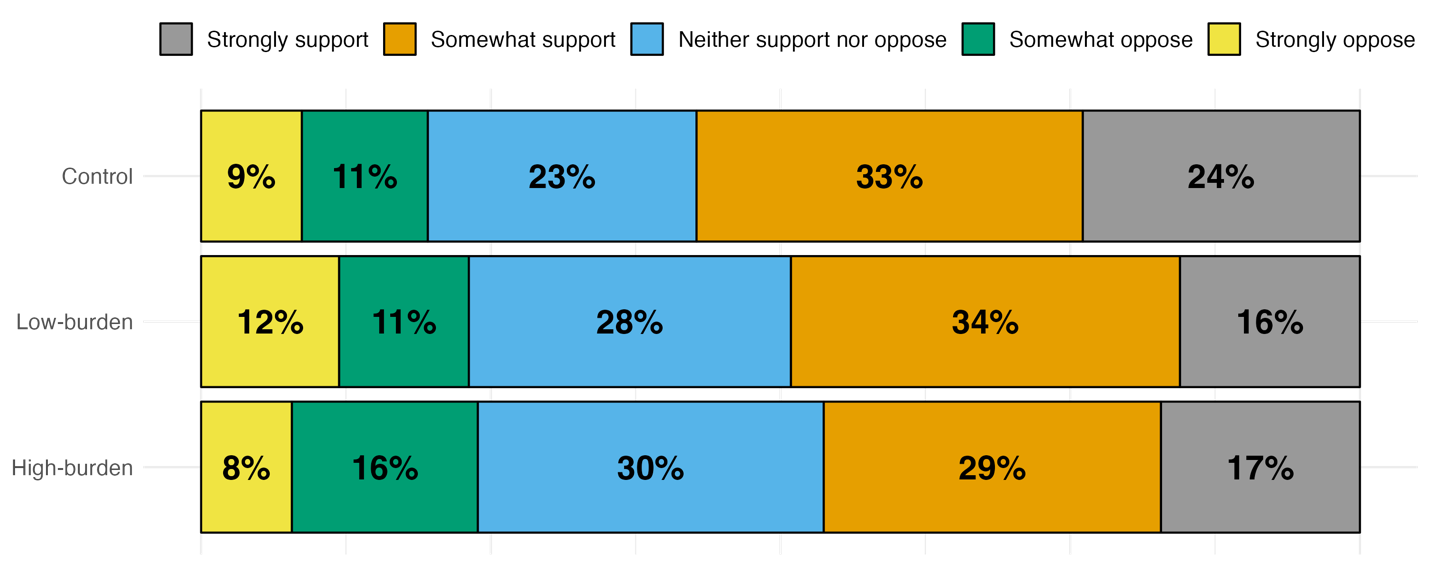 Strongly support Somewhat support Neither support nor oppose Somewhat oppose Strongly oppose
Control 9% 11% 23% 33% 24%
Low-burden 12% 11% 28% 34% 16%
High-burden 8% 16% 30% 29% 17%